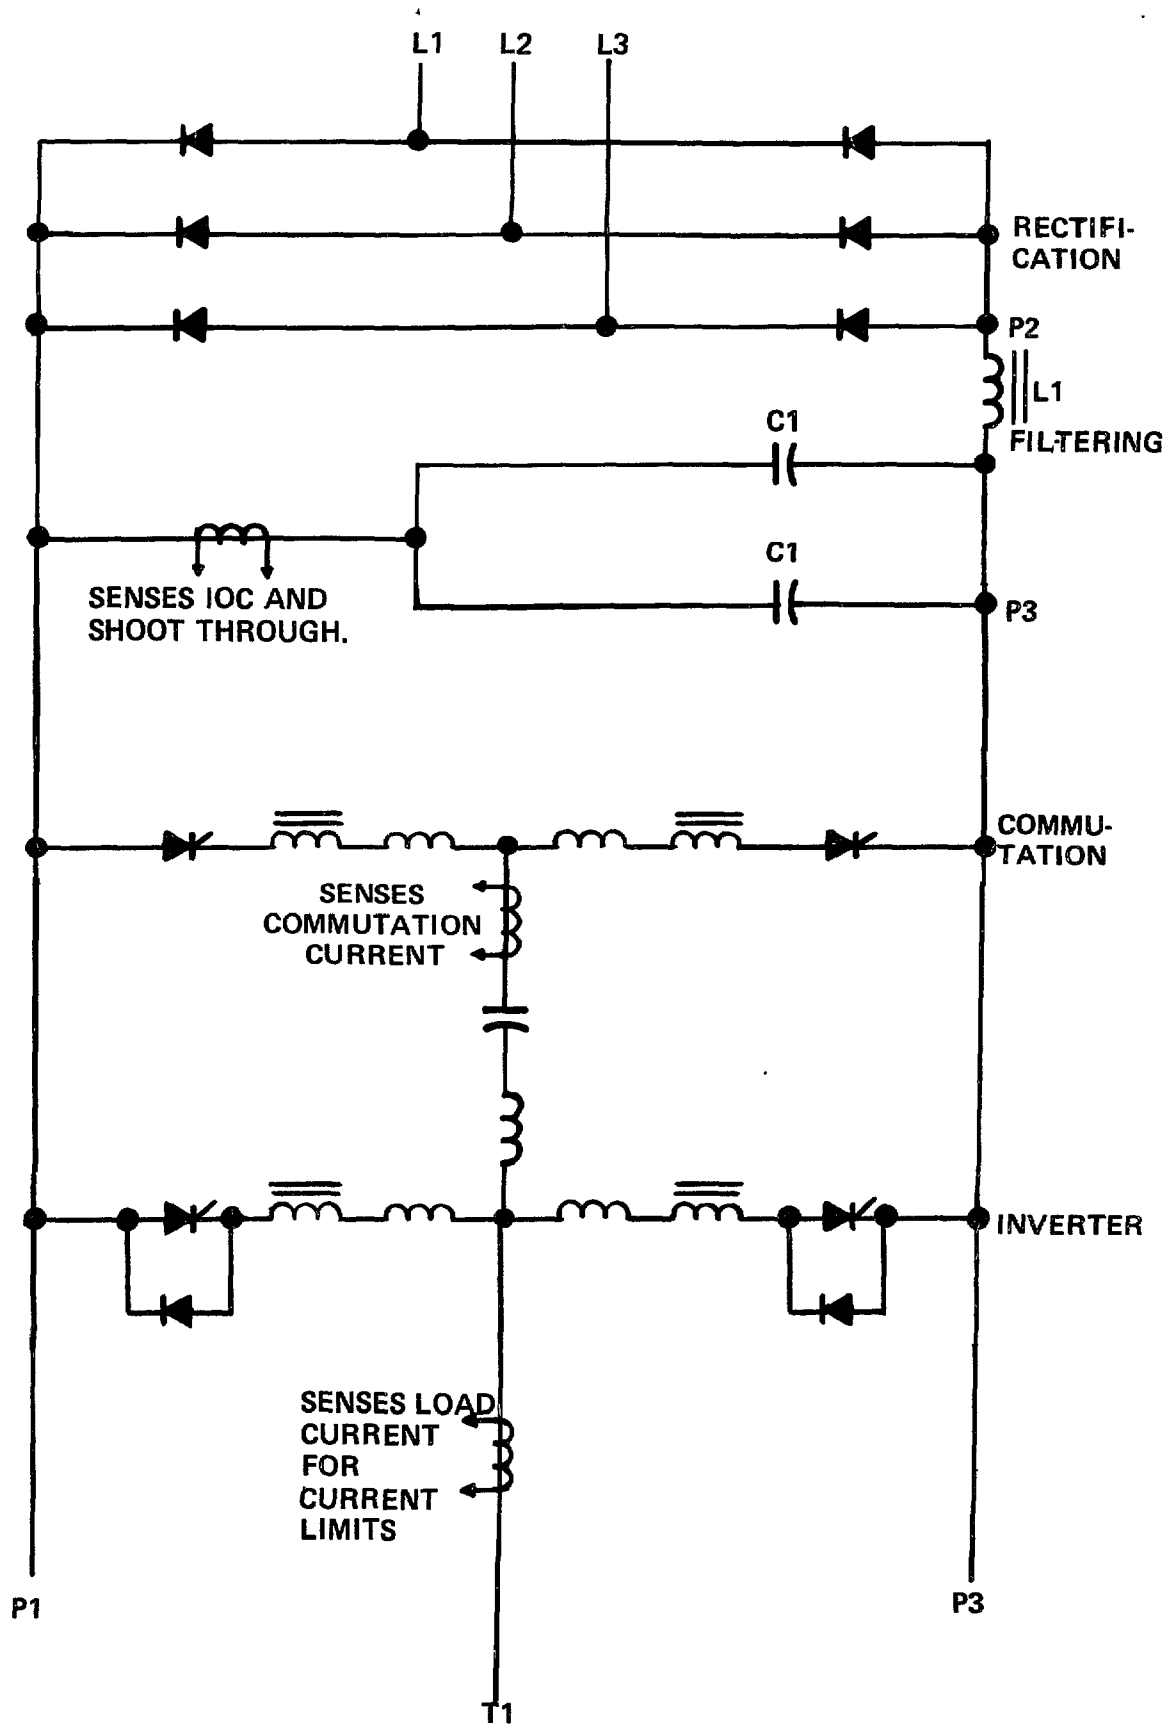 L1 L2 L3
RECTIFI-
CATION
P2
L1
FILTERING
C1
C1
SENSES IOC AND
SHOOT THROUGH.
P3
COMMU-
TATION
SENSES
COMMUTATION
CURRENT
INVERTER
SENSES LOAD
CURRENT
FOR
CURRENT
LIMITS
P1
P3
T1